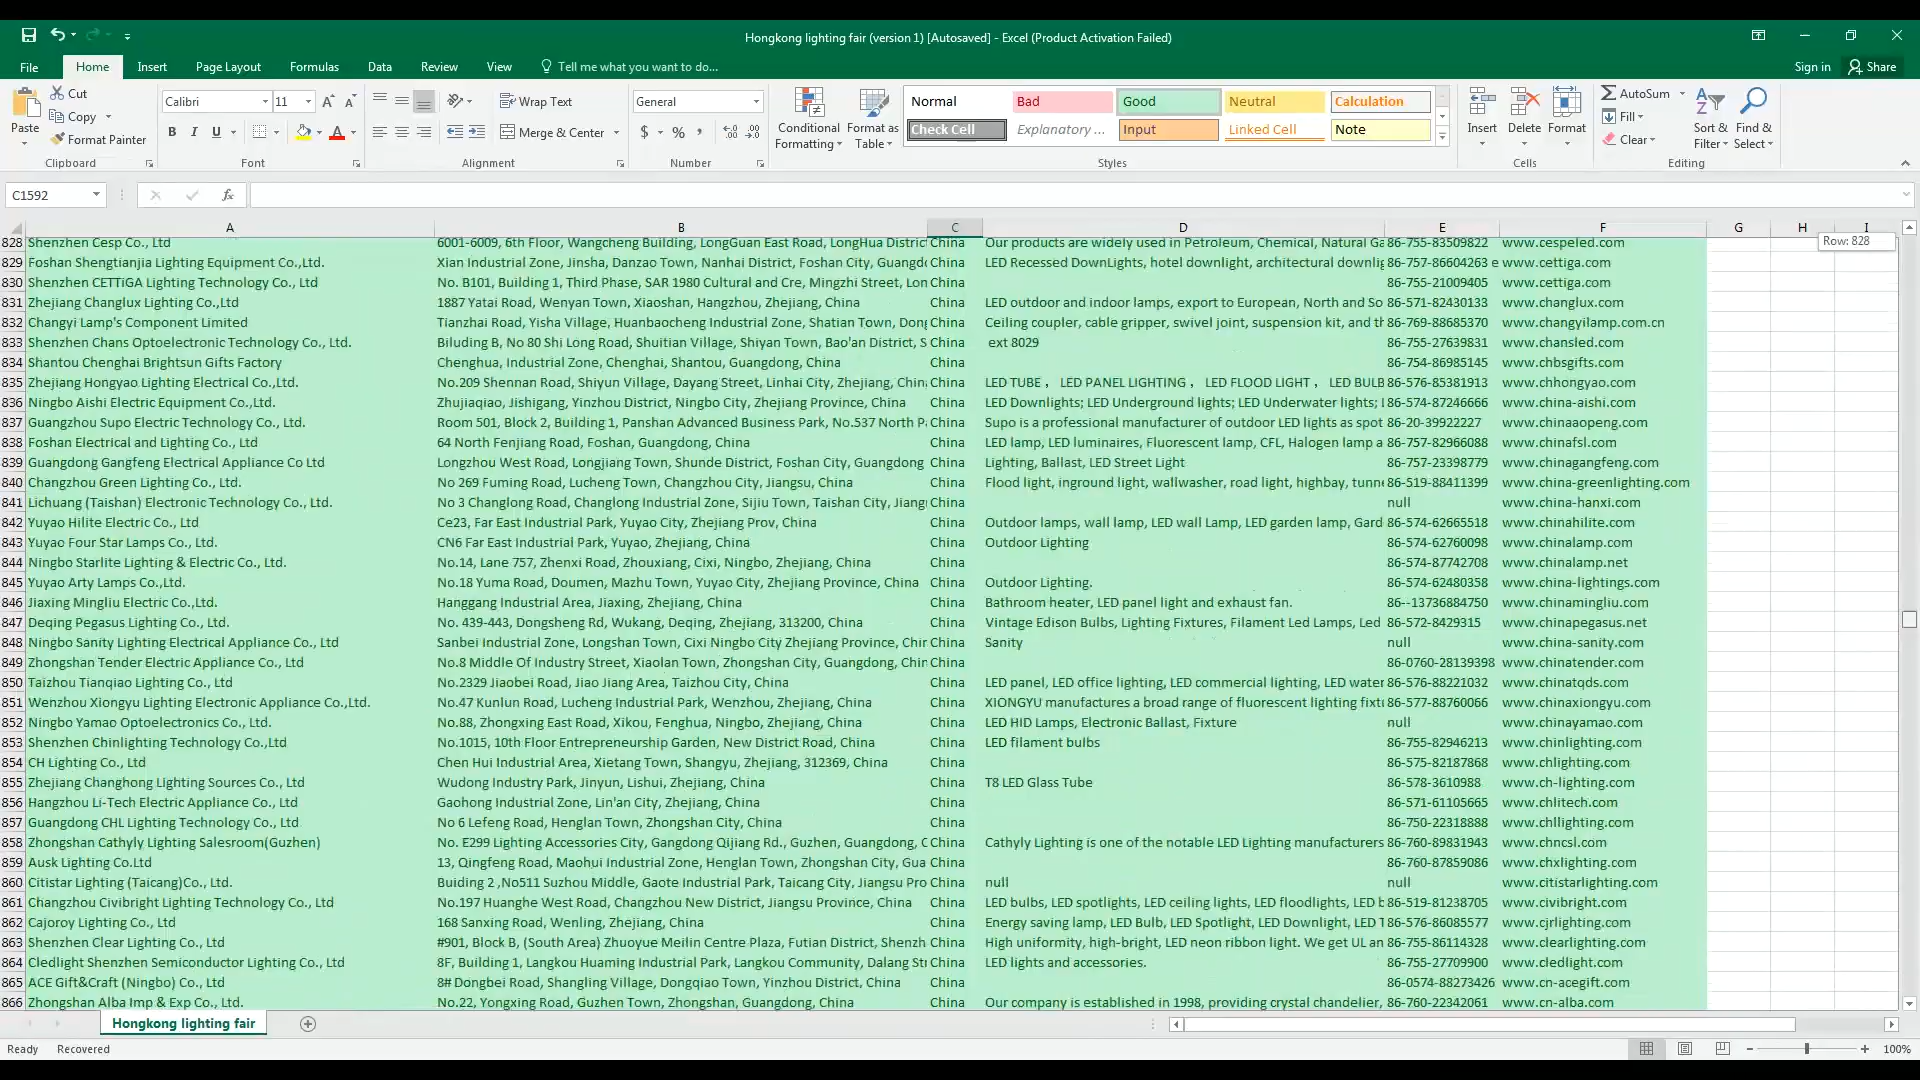 Hongkong lighting fair (version 1) [Autosaved] - Excel (Product Activation Failed)
File Home Insert Page Layout Formulas Data Review View Tell me what you want to do... Sign in Share
Paste Cut Copy Format Painter Clipboard
Calibri 11 Font
Wrap Text Merge & Center Alignment
General Number
Conditional Formatting Format as Table
Normal Bad Good Neutral Calculation
Check Cell Explanatory ... Input Linked Cell Note
Styles
Insert Delete Format Cells
AutoSum Fill Clear Sort & Filter Find & Select Editing
C1592 fx
A B C D E F G H I
Row: 828
828 Shenzhen Cesp Co., Ltd 6001-6009, 6th Floor, Wangcheng Building, LongGuan East Road, LongHua Distric China Our products are widely used in Petroleum, Chemical, Natural Ga 86-755-83509822 www.cespeled.com
829 Foshan Shengtianjia Lighting Equipment Co.,Ltd. Xian Industrial Zone, Jinsha, Danzao Town, Nanhai District, Foshan City, Guangd China LED Recessed DownLights, hotel downlight, architectural downlig 86-757-86604263 e www.cettiga.com
830 Shenzhen CETTiGA Lighting Technology Co., Ltd No. B101, Building 1, Third Phase, SAR 1980 Cultural and Cre, Mingzhi Street, Lon China 86-755-21009405 www.cettiga.com
831 Zhejiang Changlux Lighting Co.,Ltd 1887 Yatai Road, Wenyan Town, Xiaoshan, Hangzhou, Zhejiang, China China LED outdoor and indoor lamps, export to European, North and So 86-571-82430133 www.changlux.com
832 Changyi Lamp's Component Limited Tianzhai Road, Yisha Village, Huanbaocheng Industrial Zone, Shatian Town, Dong China Ceiling coupler, cable gripper, swivel joint, suspension kit, and th 86-769-88685370 www.changyilamp.com.cn
833 Shenzhen Chans Optoelectronic Technology Co., Ltd. Biluding B, No 80 Shi Long Road, Shuitian Village, Shiyan Town, Bao'an District, S China ext 8029 86-755-27639831 www.chansled.com
834 Shantou Chenghai Brightsun Gifts Factory Chenghua, Industrial Zone, Chenghai, Shantou, Guangdong, China China 86-754-86985145 www.chbsgifts.com
835 Zhejiang Hongyao Lighting Electrical Co.,Ltd. No.209 Shennan Road, Shiyun Village, Dayang Street, Linhai City, Zhejiang, Chin China LED TUBE， LED PANEL LIGHTING， LED FLOOD LIGHT， LED BULB 86-576-85381913 www.chhongyao.com
836 Ningbo Aishi Electric Equipment Co.,Ltd. Zhujiaqiao, Jishigang, Yinzhou District, Ningbo City, Zhejiang Province, China China LED Downlights; LED Underground lights; LED Underwater lights; L 86-574-87246666 www.china-aishi.com
837 Guangzhou Supo Electric Technology Co., Ltd. Room 501, Block 2, Building 1, Panshan Advanced Business Park, No.537 North P China Supo is a professional manufacturer of outdoor LED lights as spot 86-20-39922227 www.chinaaopeng.com
838 Foshan Electrical and Lighting Co., Ltd 64 North Fenjiang Road, Foshan, Guangdong, China China LED lamp, LED luminaires, Fluorescent lamp, CFL, Halogen lamp a 86-757-82966088 www.chinafsl.com
839 Guangdong Gangfeng Electrical Appliance Co Ltd Longzhou West Road, Longjiang Town, Shunde District, Foshan City, Guangdong China Lighting, Ballast, LED Street Light 86-757-23398779 www.chinagangfeng.com
840 Changzhou Green Lighting Co., Ltd. No 269 Fuming Road, Lucheng Town, Changzhou City, Jiangsu, China China Flood light, inground light, wallwasher, road light, highbay, tunne 86-519-88411399 www.china-greenlighting.com
841 Lichuang (Taishan) Electronic Technology Co., Ltd. No 3 Changlong Road, Changlong Industrial Zone, Sijiu Town, Taishan City, Jiang China null www.china-hanxi.com
842 Yuyao Hilite Electric Co., Ltd Ce23, Far East Industrial Park, Yuyao City, Zhejiang Prov, China China Outdoor lamps, wall lamp, LED wall Lamp, LED garden lamp, Gard 86-574-62665518 www.chinahilite.com
843 Yuyao Four Star Lamps Co., Ltd. CN6 Far East Industrial Park, Yuyao, Zhejiang, China China Outdoor Lighting 86-574-62760098 www.chinalamp.com
844 Ningbo Starlite Lighting & Electric Co., Ltd. No.14, Lane 757, Zhenxi Road, Zhouxiang, Cixi, Ningbo, Zhejiang, China China 86-574-87742708 www.chinalamp.net
845 Yuyao Arty Lamps Co.,Ltd. No.18 Yuma Road, Doumen, Mazhu Town, Yuyao City, Zhejiang Province, China China Outdoor Lighting. 86-574-62480358 www.china-lightings.com
846 Jiaxing Mingliu Electric Co.,Ltd. Hanggang Industrial Area, Jiaxing, Zhejiang, China China Bathroom heater, LED panel light and exhaust fan. 86--13736884750 www.chinamingliu.com
847 Deqing Pegasus Lighting Co., Ltd. No. 439-443, Dongsheng Rd, Wukang, Deqing, Zhejiang, 313200, China China Vintage Edison Bulbs, Lighting Fixtures, Filament Led Lamps, Led 86-572-8429315 www.chinapegasus.net
848 Ningbo Sanity Lighting Electrical Appliance Co., Ltd Sanbei Industrial Zone, Longshan Town, Cixi Ningbo City Zhejiang Province, Chin China Sanity null www.china-sanity.com
849 Zhongshan Tender Electric Appliance Co., Ltd No.8 Middle Of Industry Street, Xiaolan Town, Zhongshan City, Guangdong, Chin China 86-0760-28139398 www.chinatender.com
850 Taizhou Tianqiao Lighting Co., Ltd No.2329 Jiaobei Road, Jiao Jiang Area, Taizhou City, China China LED panel, LED office lighting, LED commercial lighting, LED water 86-576-88221032 www.chinatqds.com
851 Wenzhou Xiongyu Lighting Electronic Appliance Co.,Ltd. No.47 Kunlun Road, Lucheng Industrial Park, Wenzhou, Zhejiang, China China XIONGYU manufactures a broad range of fluorescent lighting fixtu 86-577-88760066 www.chinaxiongyu.com
852 Ningbo Yamao Optoelectronics Co., Ltd. No.88, Zhongxing East Road, Xikou, Fenghua, Ningbo, Zhejiang, China China LED HID Lamps, Electronic Ballast, Fixture null www.chinayamao.com
853 Shenzhen Chinlighting Technology Co.,Ltd No.1015, 10th Floor Entrepreneurship Garden, New District Road, China China LED filament bulbs 86-755-82946213 www.chinlighting.com
854 CH Lighting Co., Ltd Chen Hui Industrial Area, Xietang Town, Shangyu, Zhejiang, 312369, China China 86-575-82187868 www.chlighting.com
855 Zhejiang Changhong Lighting Sources Co., Ltd Wudong Industry Park, Jinyun, Lishui, Zhejiang, China China T8 LED Glass Tube 86-578-3610988 www.ch-lighting.com
856 Hangzhou Li-Tech Electric Appliance Co., Ltd Gaohong Industrial Zone, Lin'an City, Zhejiang, China China 86-571-61105665 www.chlitech.com
857 Guangdong CHL Lighting Technology Co., Ltd No 6 Lefeng Road, Henglan Town, Zhongshan City, China China 86-750-22318888 www.chllighting.com
858 Zhongshan Cathyly Lighting Salesroom(Guzhen) No. E299 Lighting Accessories City, Gangdong Qijiang Rd., Guzhen, Guangdong, C China Cathyly Lighting is one of the notable LED Lighting manufacturers 86-760-89831943 www.chncsl.com
859 Ausk Lighting Co.Ltd 13, Qingfeng Road, Maohui Industrial Zone, Henglan Town, Zhongshan City, Gua China 86-760-87859086 www.chxlighting.com
860 Citistar Lighting (Taicang)Co., Ltd. Buiding 2 ,No511 Suzhou Middle, Gaote Industrial Park, Taicang City, Jiangsu Pro China null null www.citistarlighting.com
861 Changzhou Civibright Lighting Technology Co., Ltd No.197 Huanghe West Road, Changzhou New District, Jiangsu Province, China China LED bulbs, LED spotlights, LED ceiling lights, LED floodlights, LED b 86-519-81238705 www.civibright.com
862 Cajoroy Lighting Co., Ltd 168 Sanxing Road, Wenling, Zhejiang, China China Energy saving lamp, LED Bulb, LED Spotlight, LED Downlight, LED T 86-576-86085577 www.cjrlighting.com
863 Shenzhen Clear Lighting Co., Ltd #901, Block B, (South Area) Zhuoyue Meilin Centre Plaza, Futian District, Shenzh China High uniformity, high-bright, LED neon ribbon light. We get UL an 86-755-86114328 www.clearlighting.com
864 Cledlight Shenzhen Semiconductor Lighting Co., Ltd 8F, Building 1, Langkou Huaming Industrial Park, Langkou Community, Dalang Str China LED lights and accessories. 86-755-27709900 www.cledlight.com
865 ACE Gift&Craft (Ningbo) Co., Ltd 8# Dongbei Road, Shangling Village, Dongqiao Town, Yinzhou District, China China 86-0574-88273426 www.cn-acegift.com
866 Zhongshan Alba Imp & Exp Co., Ltd. No.22, Yongxing Road, Guzhen Town, Zhongshan, Guangdong, China China Our company is established in 1998, providing crystal chandelier, 86-760-22342061 www.cn-alba.com
Hongkong lighting fair
Ready Recovered 100%